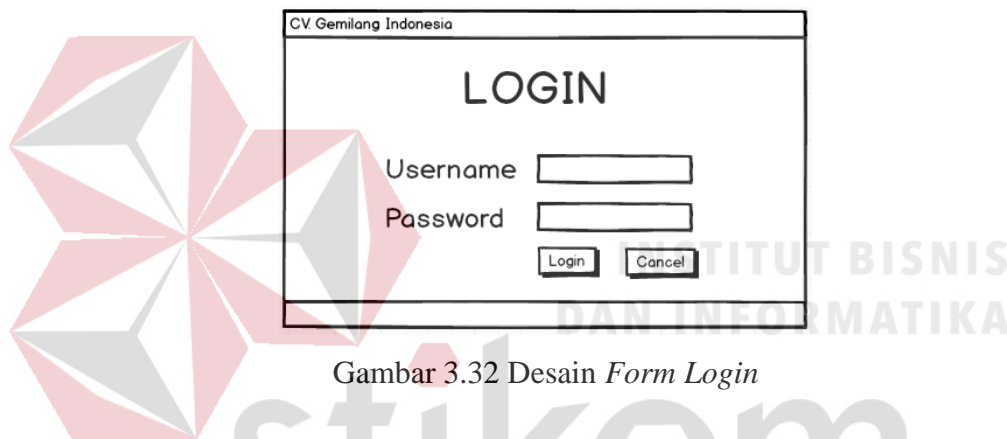 CV. Gemilang Indonesia
LOGIN
Username
Password
Login Cancel
INSTITUT BISNIS
DAN INFORMATIKA
Gambar 3.32 Desain Form Login
stikom